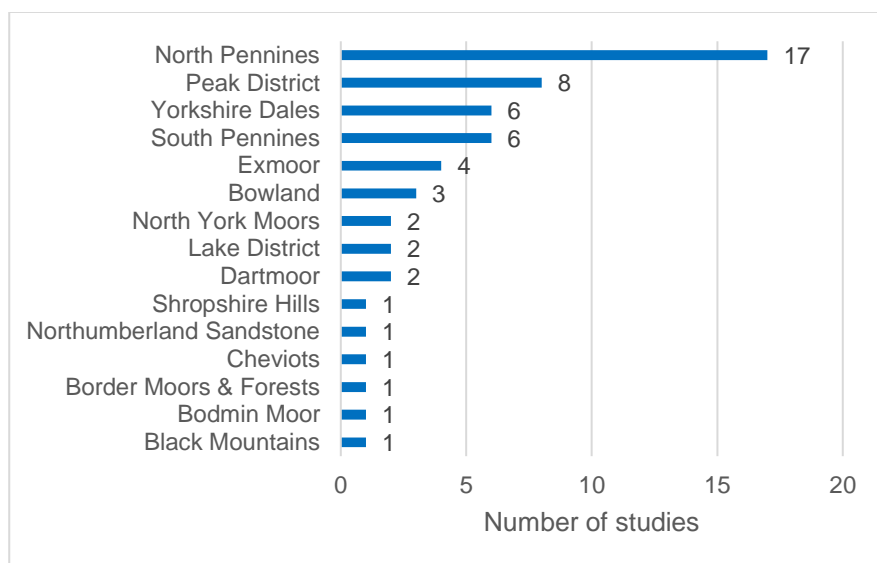 North Pennines 17
Peak District 8
Yorkshire Dales 6
South Pennines 6
Exmoor 4
Bowland 3
North York Moors 2
Lake District 2
Dartmoor 2
Shropshire Hills 1
Northumberland Sandstone 1
Cheviots 1
Border Moors & Forests 1
Bodmin Moor 1
Black Mountains 1
0 5 10 15 20
Number of studies